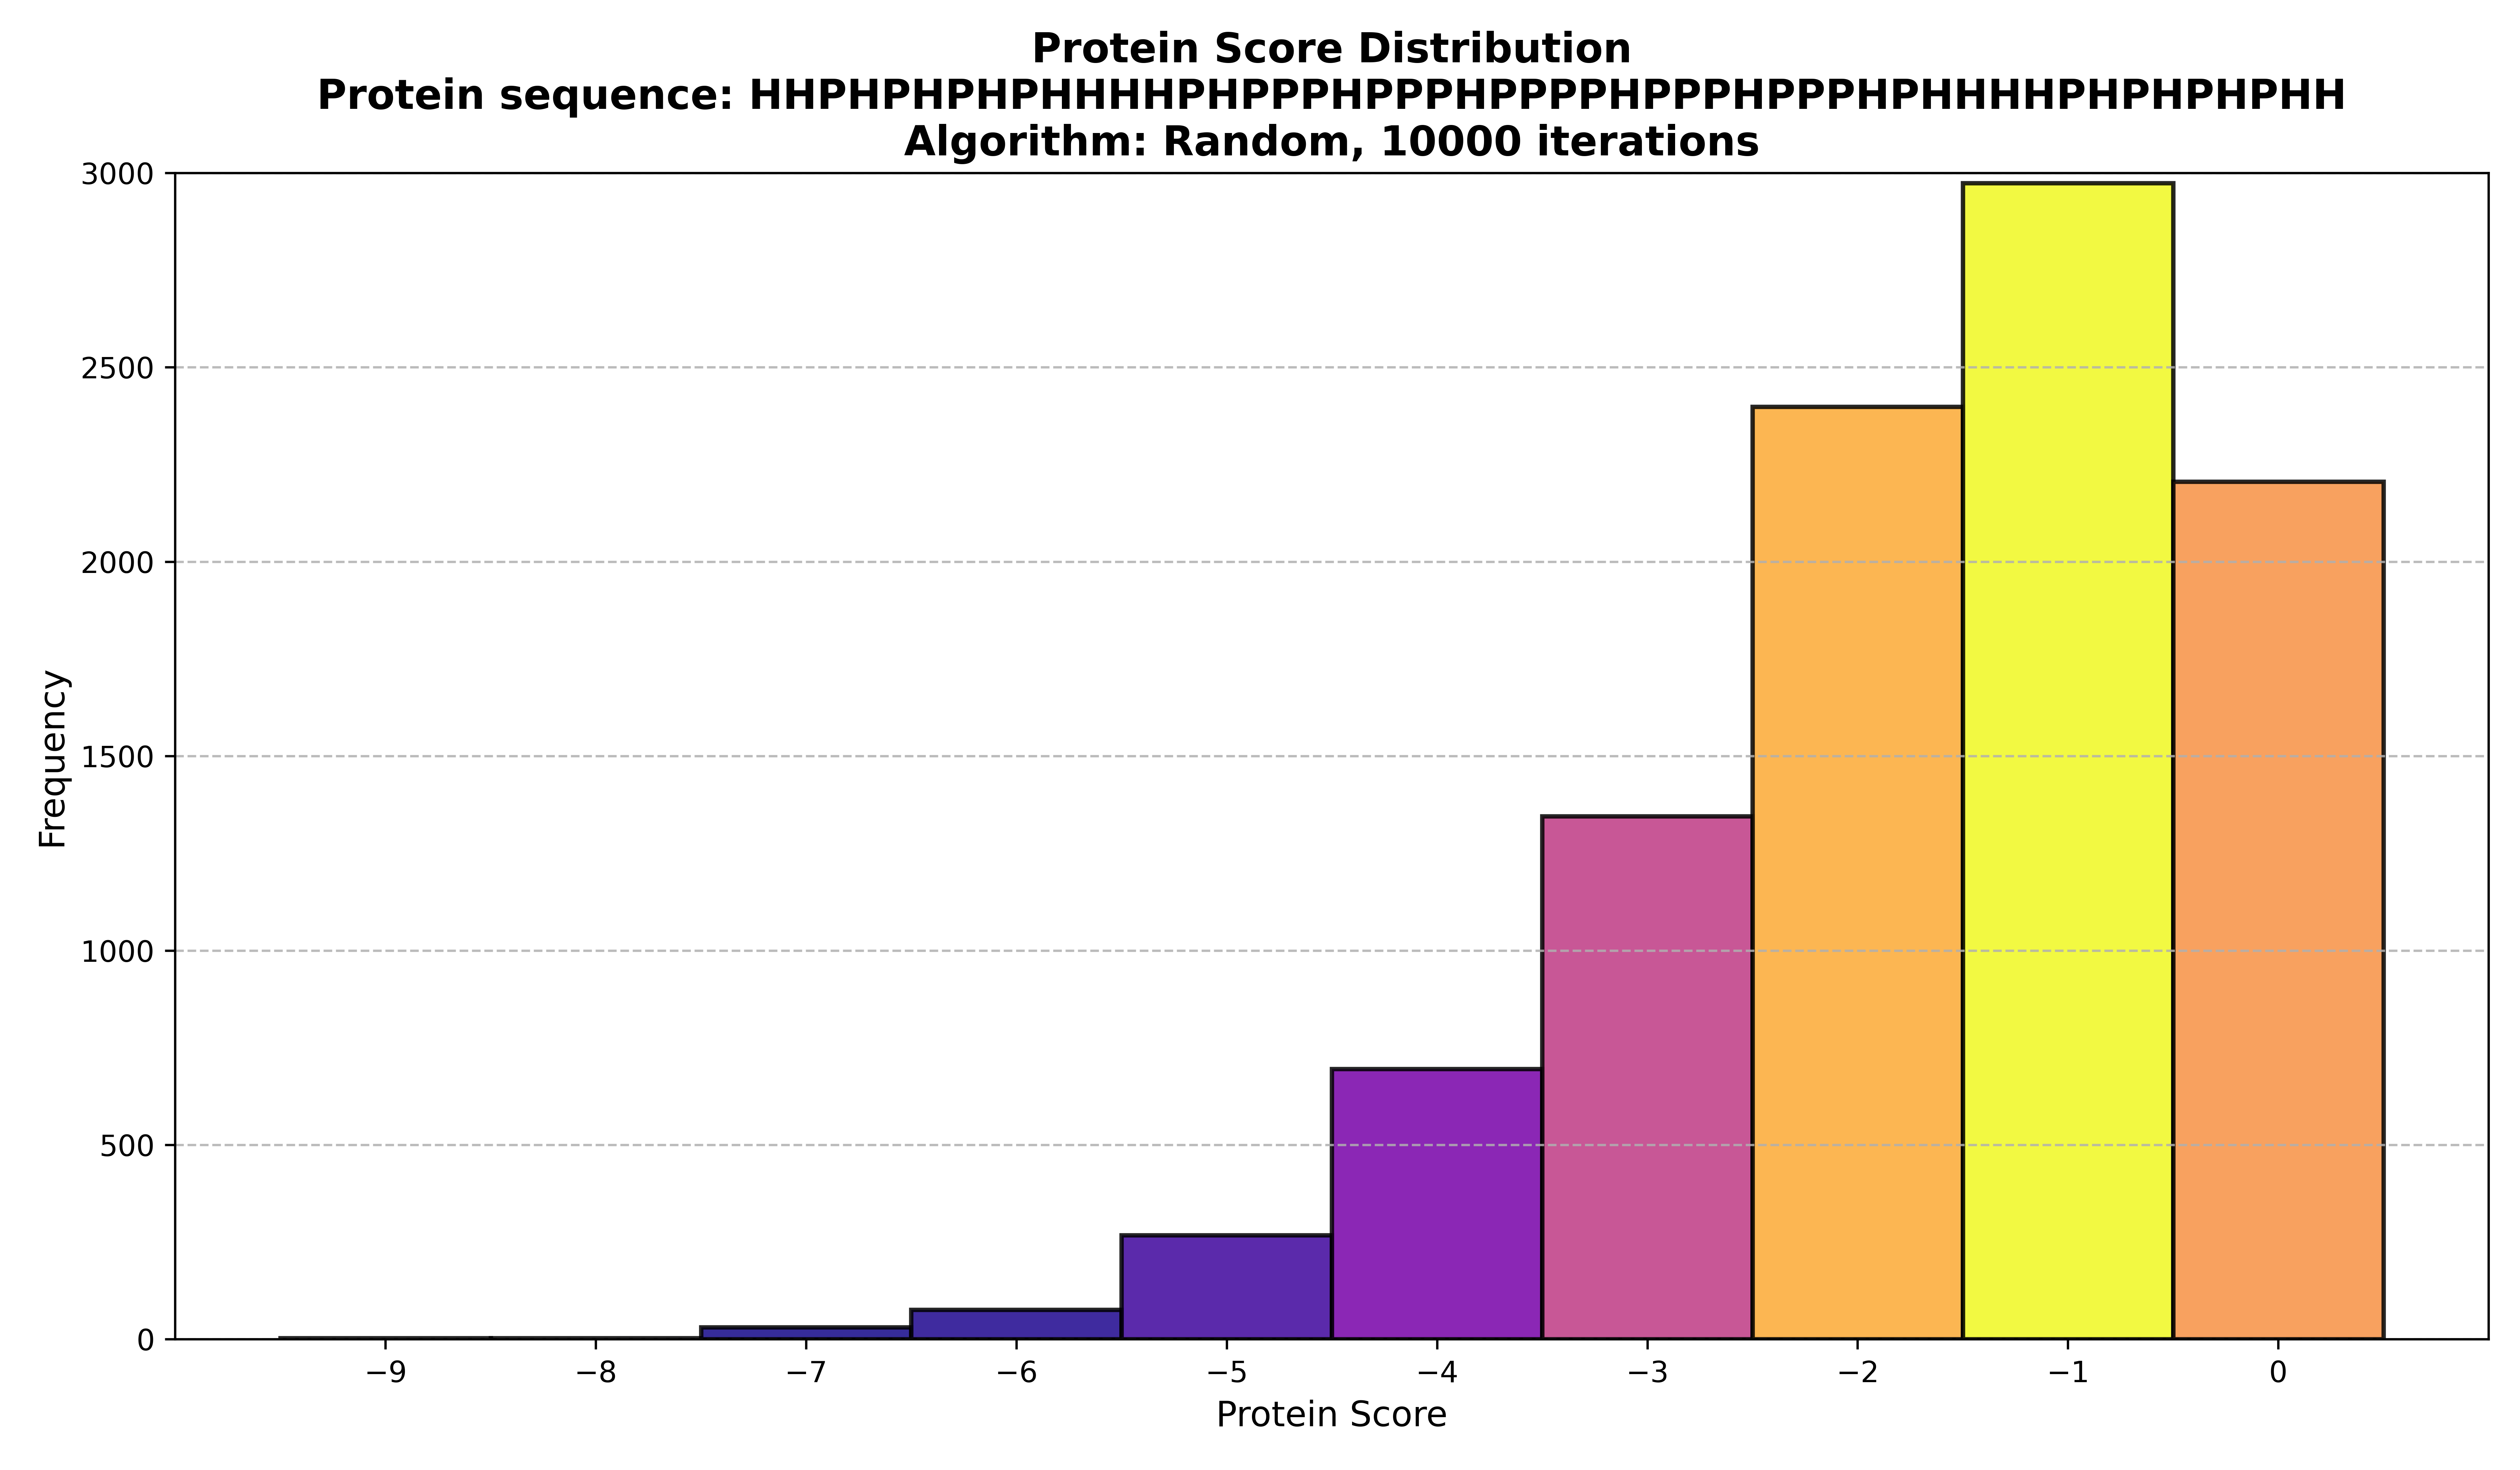 Protein Score Distribution
Protein sequence: HHPHPHPHPHHHHPHPPPHPPPHPPPPHPPPHPPPHPHHHHPHPHPHPHH
Algorithm: Random, 10000 iterations
3000
2500
2000
1500
1000
500
0
Frequency
−9 −8 −7 −6 −5 −4 −3 −2 −1 0
Protein Score